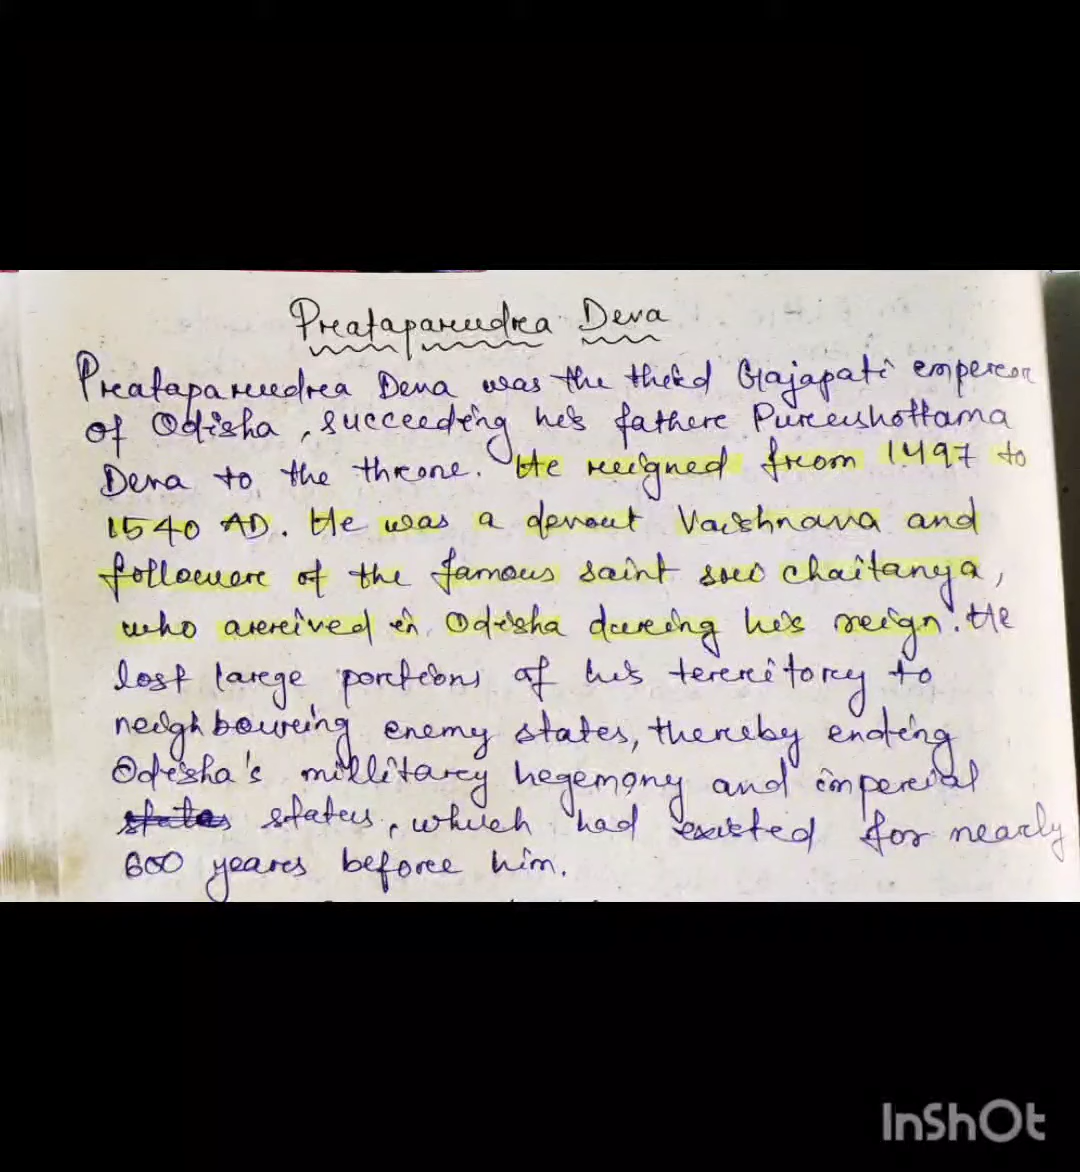 Prataparudra Deva
Prataparudra Deva was the third Gajapati emperor
of Odisha, succeeding his father Purushottama
Deva to the throne. He reigned from 1497 to
1540 AD. He was a devout Vaishnava and
follower of the famous saint sri chaitanya,
who arrived in Odisha during his reign. He
lost large portions of his territory to
neighbouring enemy states, thereby ending
Odisha's millitary hegemony and imperial
states status, which had existed for nearly
600 years before him.
InShOt